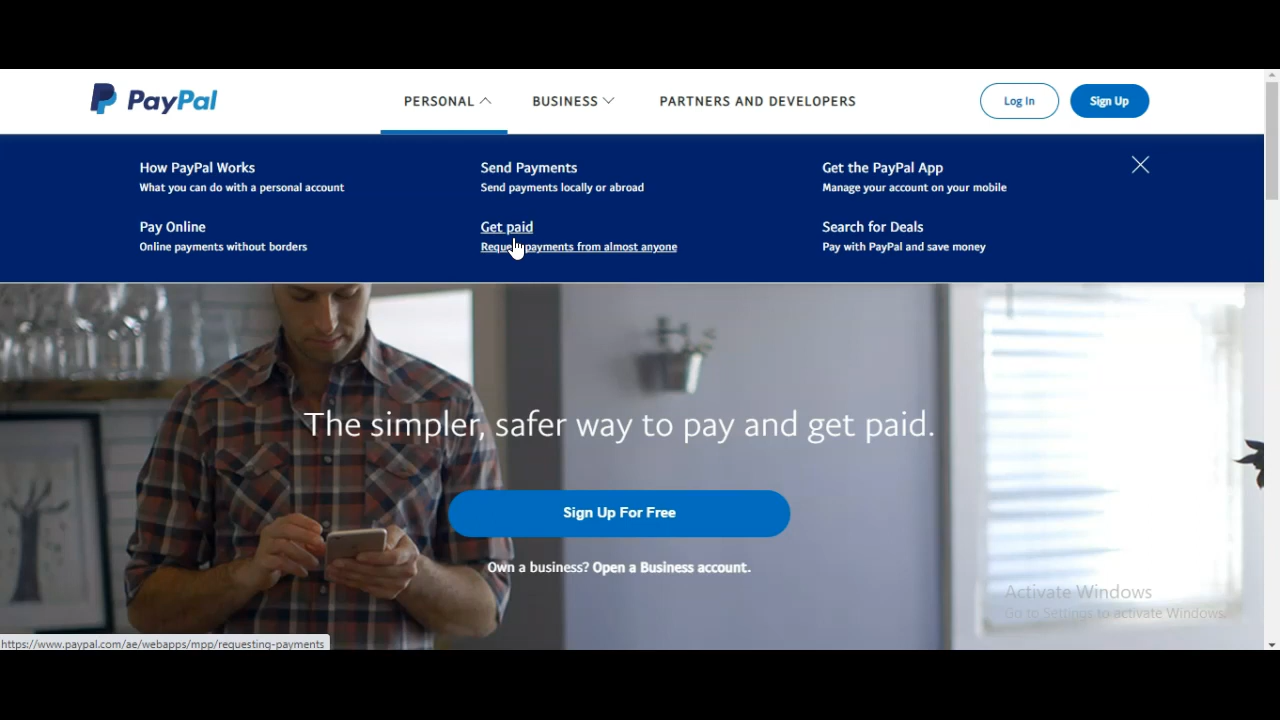 PayPal
PERSONAL
BUSINESS
PARTNERS AND DEVELOPERS
Log In
Sign Up
How PayPal Works
What you can do with a personal account
Send Payments
Send payments locally or abroad
Get the PayPal App
Manage your account on your mobile
Pay Online
Online payments without borders
Get paid
payments from almost anyone
Search for Deals
Pay with PayPal and save money
The simpler, safer way to pay and get paid.
Sign Up For Free
Own a business? Open a Business account.
Activate Windows
Go to Settings to activate Windows.
https://www.paypal.com/ae/webapps/mpp/requesting-payments